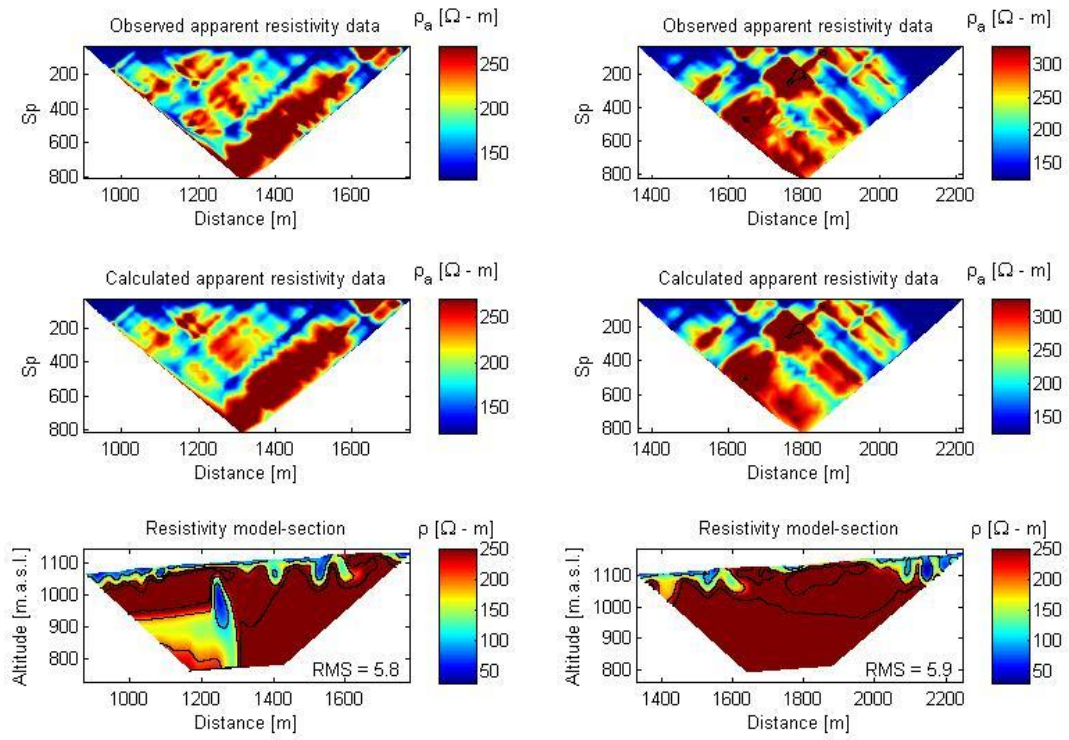 Observed apparent resistivity data
ρa [Ω - m]
200
400
600
800
Sp
1000 1200 1400 1600
Distance [m]
250
200
150
Observed apparent resistivity data
ρa [Ω - m]
200
400
600
800
Sp
1400 1600 1800 2000 2200
Distance [m]
300
250
200
150
Calculated apparent resistivity data
ρa [Ω - m]
200
400
600
800
Sp
1000 1200 1400 1600
Distance [m]
250
200
150
Calculated apparent resistivity data
ρa [Ω - m]
200
400
600
800
Sp
1400 1600 1800 2000 2200
Distance [m]
300
250
200
150
Resistivity model-section
ρ [Ω - m]
1100
1000
900
800
Altitude [m.a.s.l.]
RMS = 5.8
1000 1200 1400 1600
Distance [m]
250
200
150
100
50
Resistivity model-section
ρ [Ω - m]
1100
1000
900
800
Altitude [m.a.s.l.]
RMS = 5.9
1400 1600 1800 2000 2200
Distance [m]
250
200
150
100
50